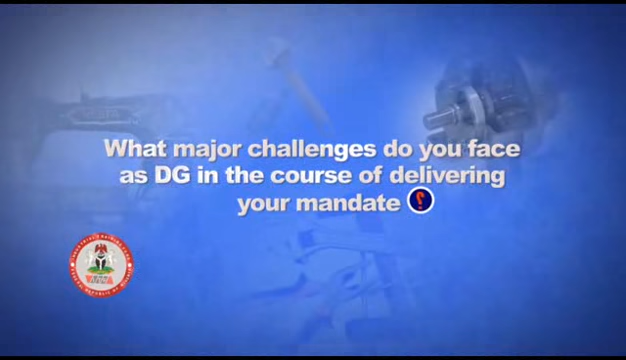 What major challenges do you face
as DG in the course of delivering
your mandate ?